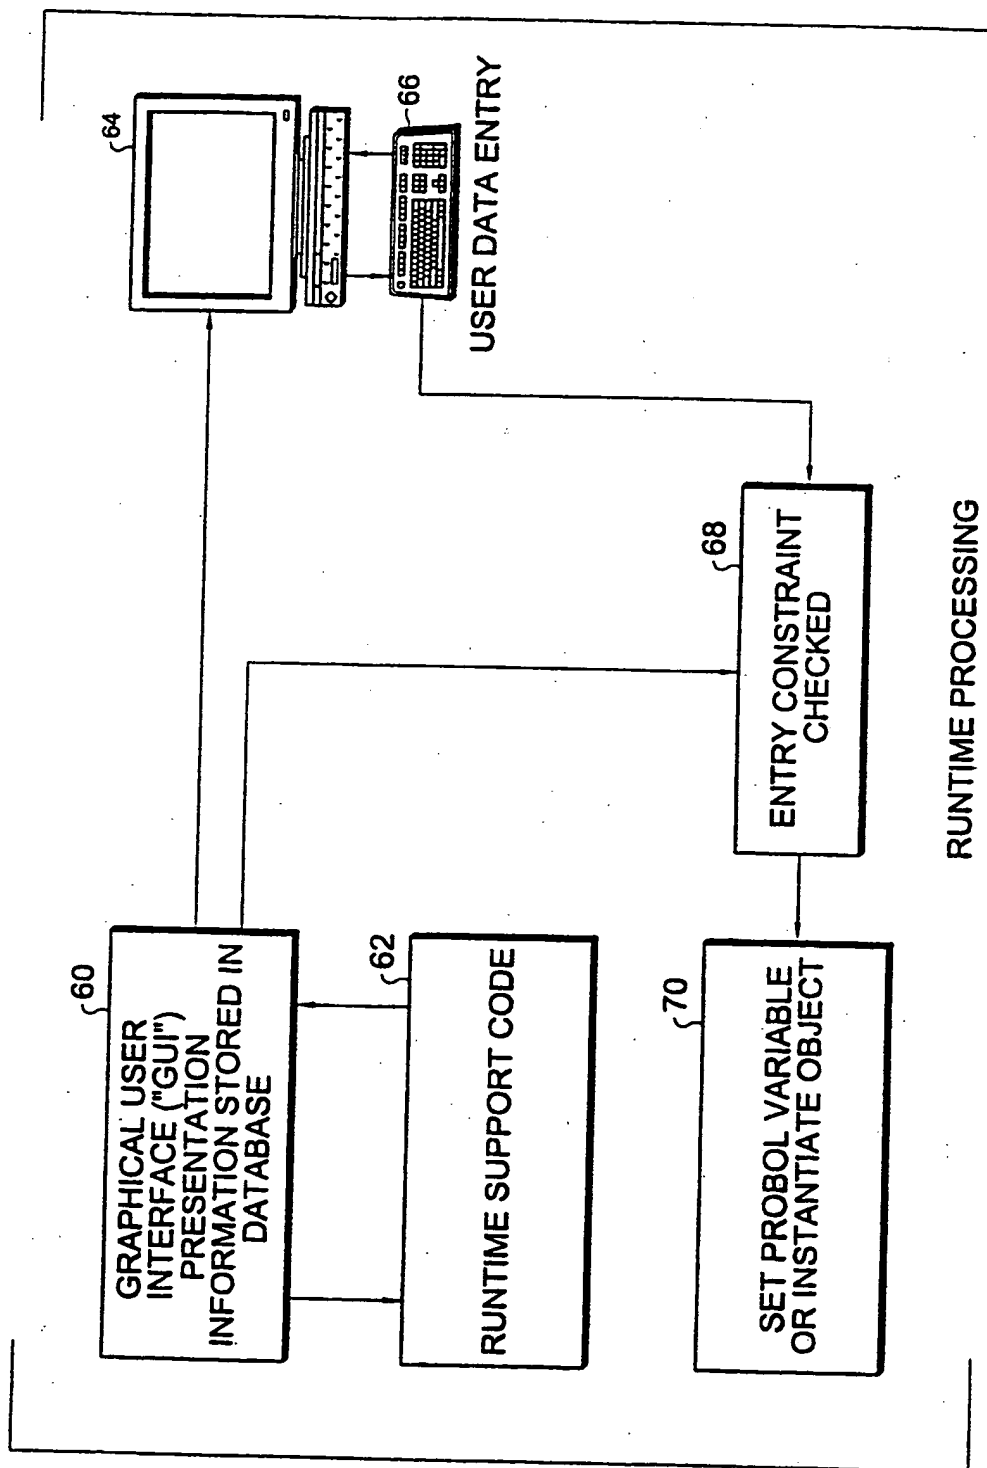 60
GRAPHICAL USER
INTERFACE ("GUI")
PRESENTATION
INFORMATION STORED IN
DATABASE
62
RUNTIME SUPPORT CODE
64
66
USER DATA ENTRY
68
ENTRY CONSTRAINT
CHECKED
70
SET PROBOL VARIABLE
OR INSTANTIATE OBJECT
RUNTIME PROCESSING